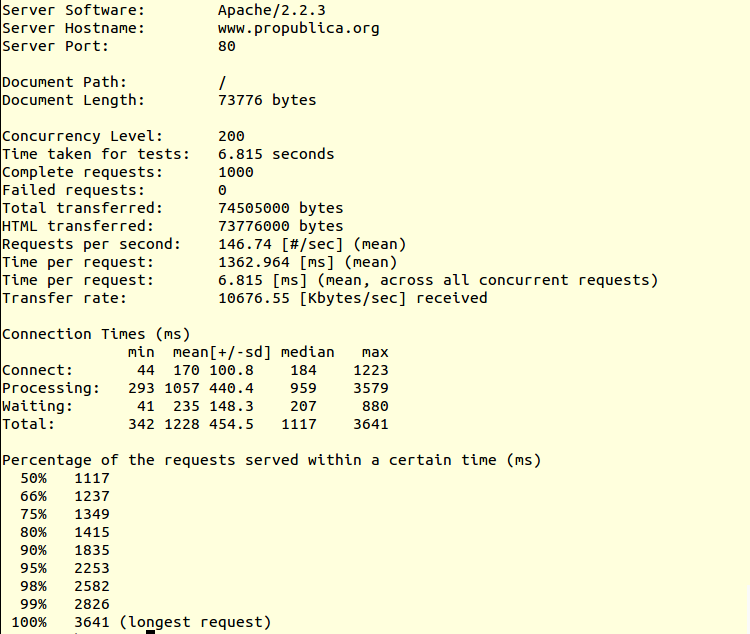 Server Software:        Apache/2.2.3
Server Hostname:        www.propublica.org
Server Port:            80

Document Path:          /
Document Length:        73776 bytes

Concurrency Level:      200
Time taken for tests:   6.815 seconds
Complete requests:      1000
Failed requests:        0
Total transferred:      74505000 bytes
HTML transferred:       73776000 bytes
Requests per second:    146.74 [#/sec] (mean)
Time per request:       1362.964 [ms] (mean)
Time per request:       6.815 [ms] (mean, across all concurrent requests)
Transfer rate:          10676.55 [Kbytes/sec] received

Connection Times (ms)
              min  mean[+/-sd] median   max
Connect:       44  170 100.8    184    1223
Processing:   293 1057 440.4    959    3579
Waiting:       41  235 148.3    207     880
Total:        342 1228 454.5   1117    3641

Percentage of the requests served within a certain time (ms)
  50%   1117
  66%   1237
  75%   1349
  80%   1415
  90%   1835
  95%   2253
  98%   2582
  99%   2826
 100%   3641 (longest request)